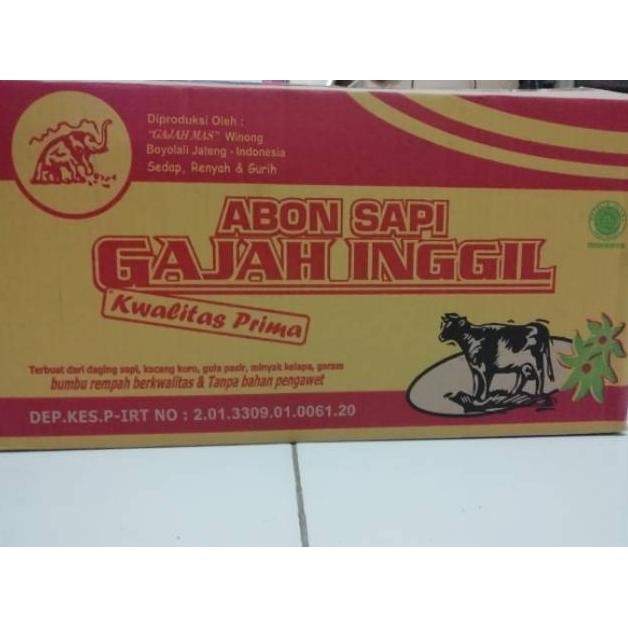 Diproduksi Oleh :
"GAJAH MAS" Winong
Boyolali Jateng - Indonesia
Sedap, Renyah & Gurih
ABON SAPI
GAJAH INGGIL
Kwalitas Prima
Terbuat dari daging sapi, kacang koro, gula pasir, minyak kelapa, garam
bumbu rempah berkwalitas & Tanpa bahan pengawet
DEP.KES.P-IRT NO : 2.01.3309.01.0061.20